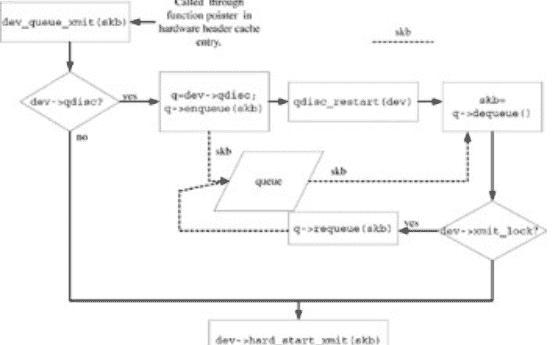 Called through
function pointer in
hardware header cache
entry.
dev_queue_xmit(skb)
skb
dev->qdisc?
yes
q=dev->qdisc;
q->enqueue(skb)
qdisc_restart(dev)
skb=
q->dequeue()
no
skb
queue
skb
q->requeue(skb)
yes
dev->xmit_lock?
dev->hard_start_xmit(skb)